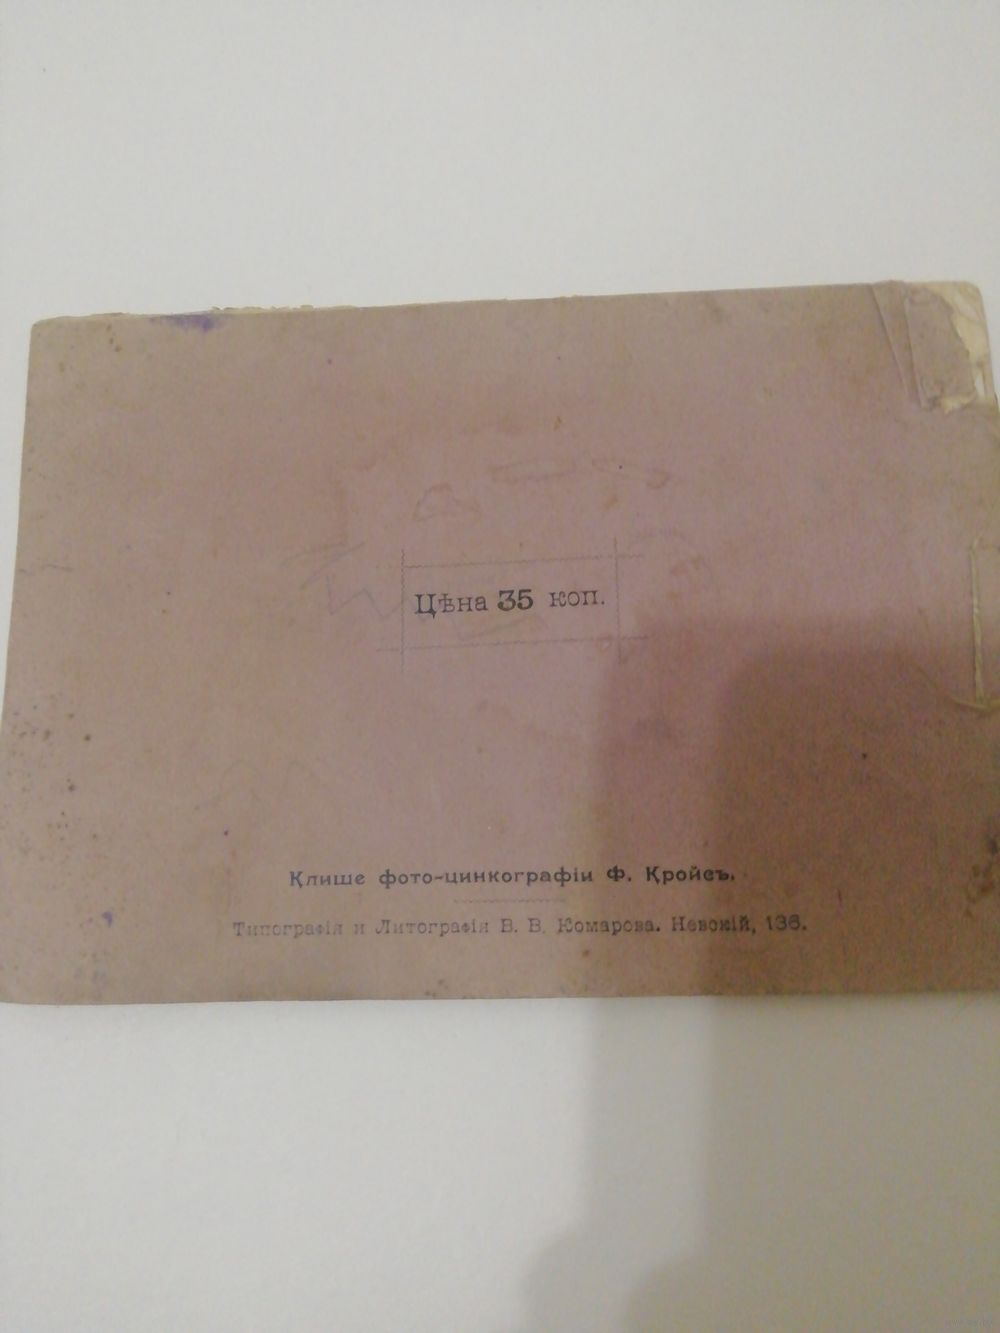 Цѣна 35 коп.
Клише фото-цинкографіи Ф. Кройсъ.
Типографія и Литографія В. В. Комарова. Невскій, 136.